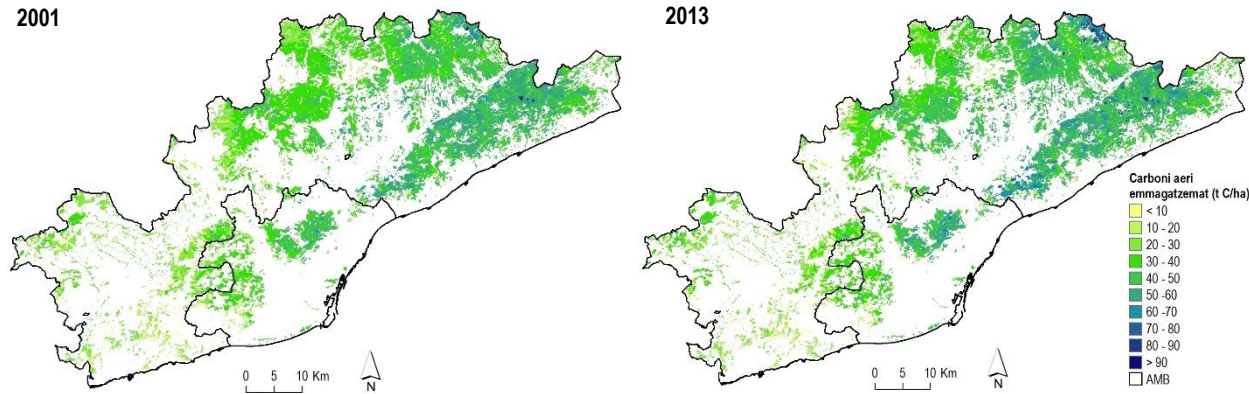 2001
2013
Carboni aeri
emmagatzemat (t C/ha)
< 10
10 - 20
20 - 30
30 - 40
40 - 50
50 -60
60 -70
70 - 80
80 - 90
> 90
AMB
0 5 10 Km
N
0 5 10 Km
N